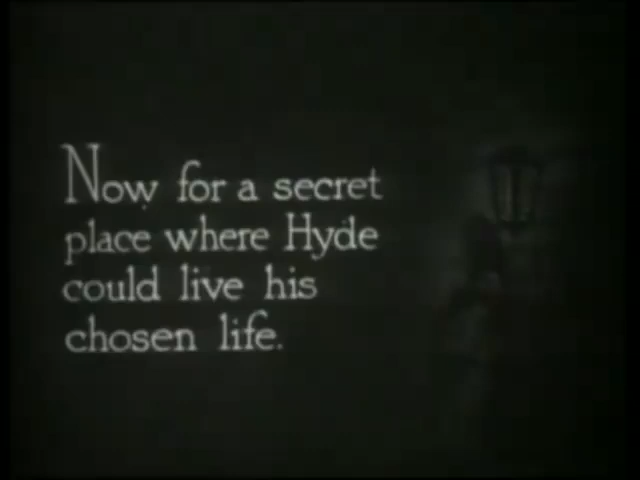 Now for a secret
place where Hyde
could live his
chosen life.